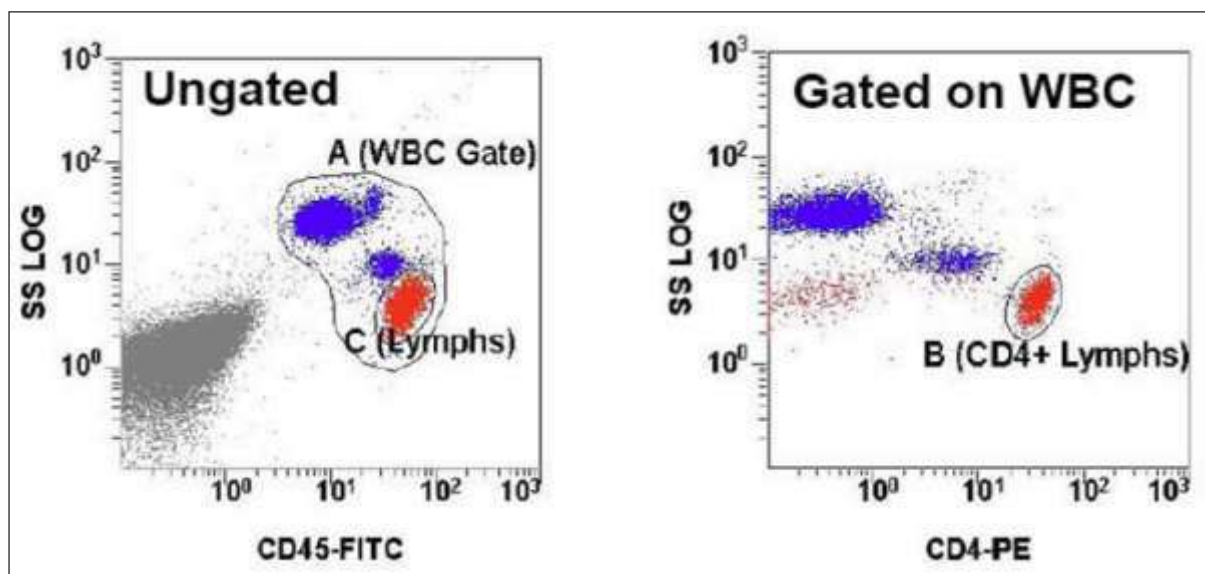 Ungated
A (WBC Gate)
C (Lymphs)
SS LOG
10³
10²
10¹
10⁰
10⁰ 10¹ 10² 10³
CD45-FITC
Gated on WBC
B (CD4+ Lymphs)
SS LOG
10³
10²
10¹
10⁰
10⁰ 10¹ 10² 10³
CD4-PE